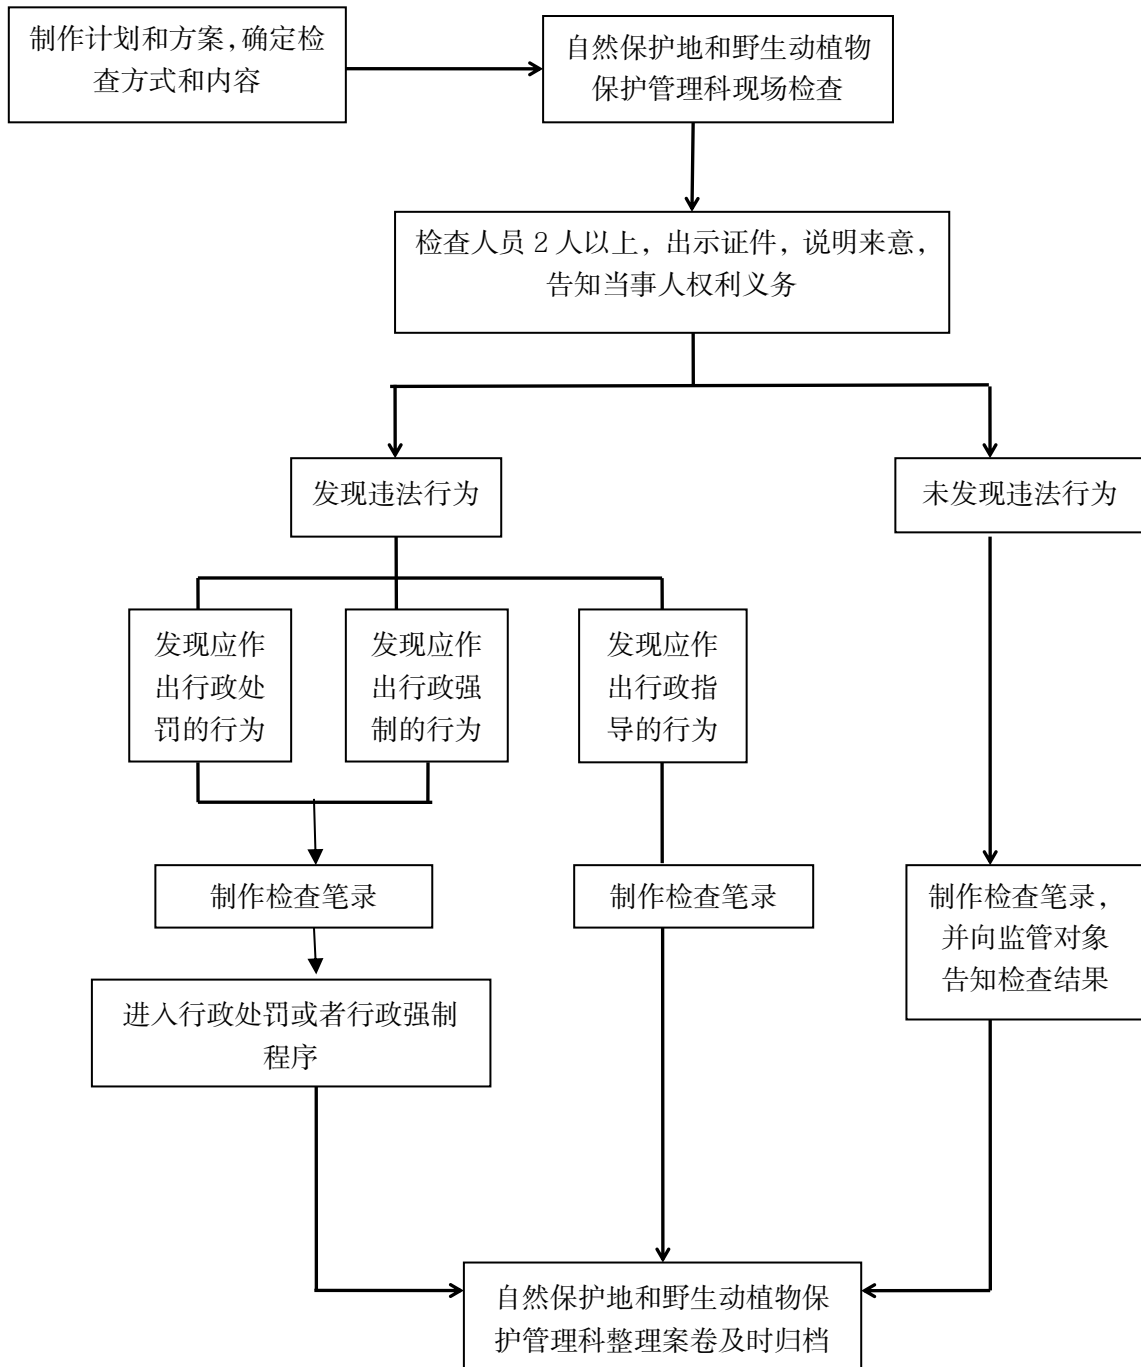 制作计划和方案，确定检
查方式和内容
自然保护地和野生动植物
保护管理科现场检查
检查人员 2 人以上，出示证件，说明来意，
告知当事人权利义务
发现违法行为
未发现违法行为
发现应作
出行政处
罚的行为
发现应作
出行政强
制的行为
发现应作
出行政指
导的行为
制作检查笔录
制作检查笔录
制作检查笔录，
并向监管对象
告知检查结果
进入行政处罚或者行政强制
程序
自然保护地和野生动植物保
护管理科整理案卷及时归档